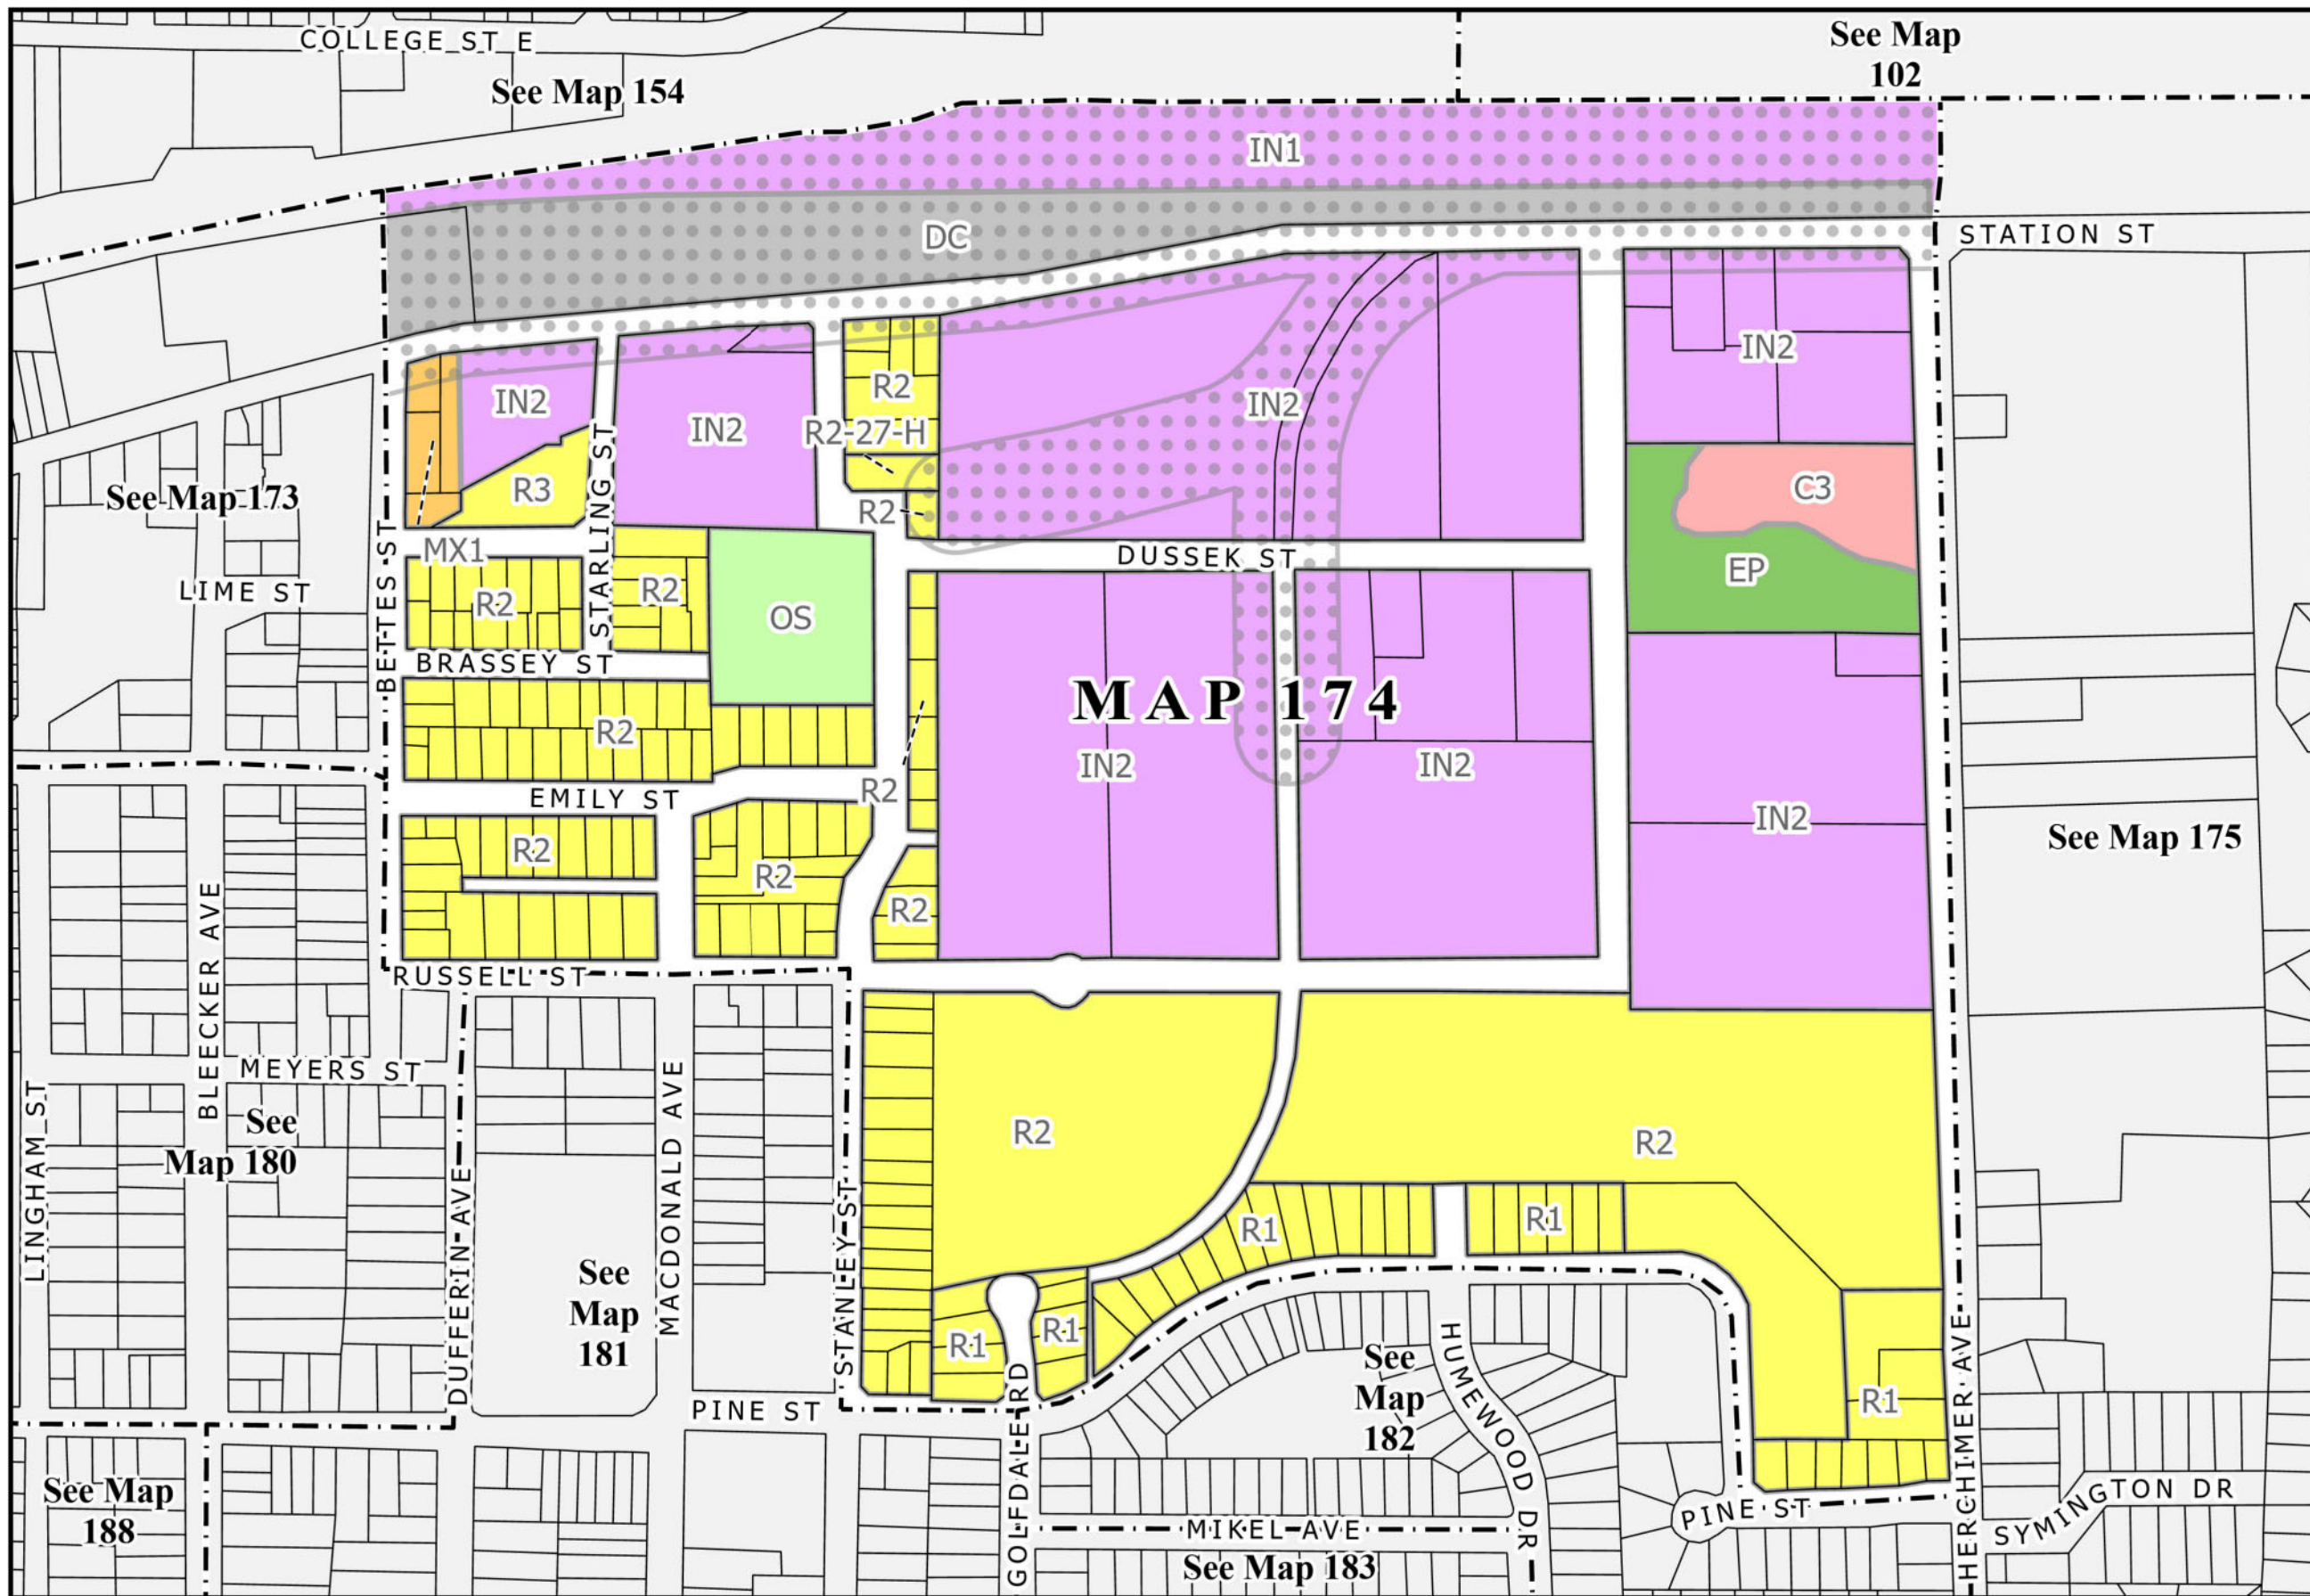 COLLEGE ST E
See Map
102
See Map 154
IN1
DC
STATION ST
IN2
IN2
R2
IN2
IN2
R2-27-H
R3
C3
See Map 173
R2
STARLING ST
BETTES ST
MX1
DUSSEK ST
EP
LIME ST
R2
R2
OS
BRASSEY ST
MAP 174
R2
IN2
IN2
EMILY ST
R2
IN2
See Map 175
R2
R2
R2
BLEECKER AVE
RUSSELL ST
MEYERS ST
See
Map 180
LINGHAM ST
DUFFERIN AVE
MACDONALD AVE
STANLEY ST
R2
R2
R1
R1
See
Map
181
R1
R1
R1
HUMEWOOD DR
See
Map
182
HERCHIMER AVE
PINE ST
GOLFDALE RD
See Map
188
PINE ST
SYMINGTON DR
MIKEL AVE
See Map 183